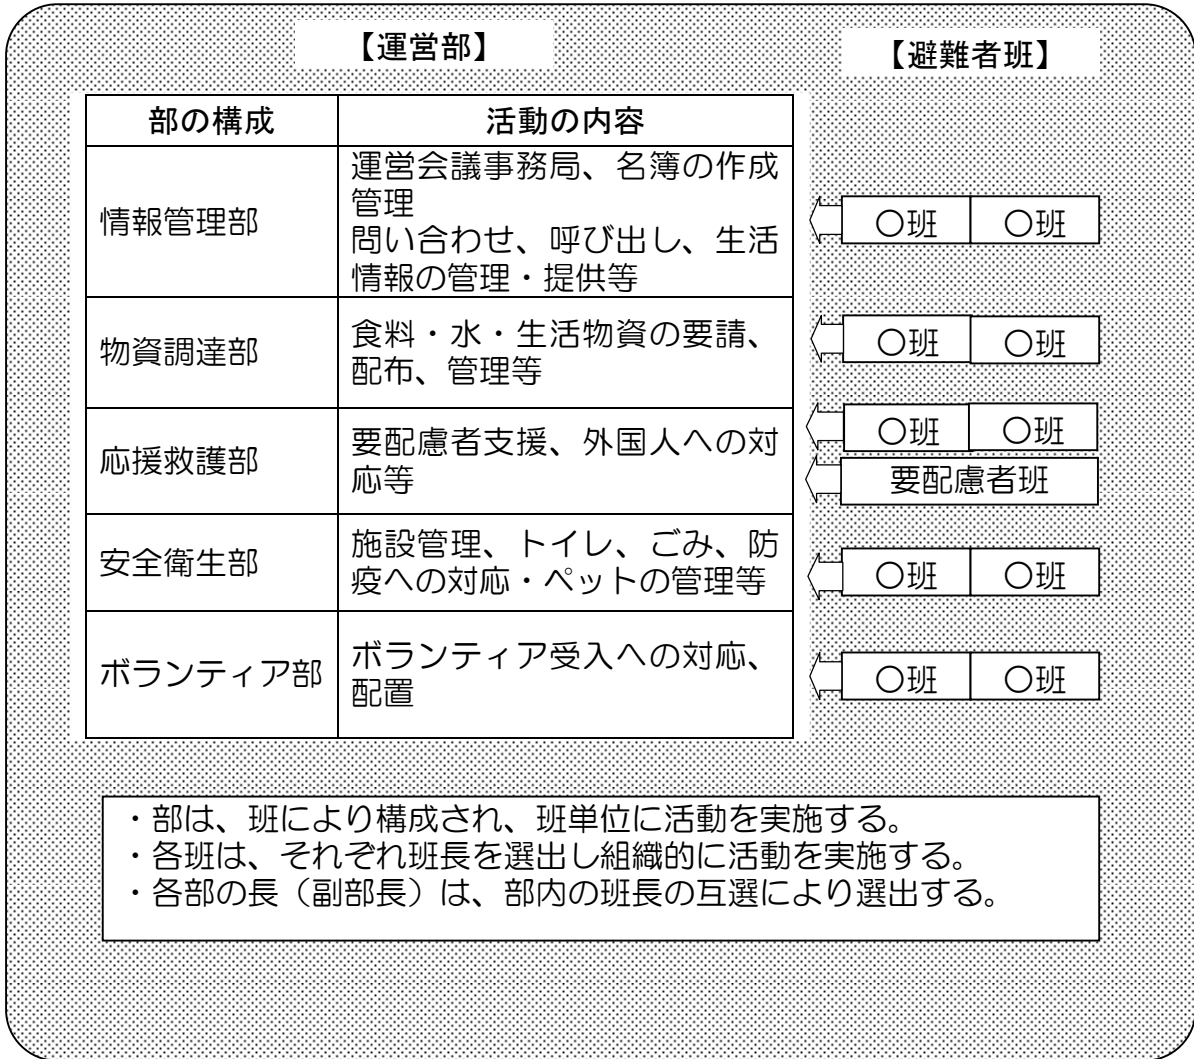 【運営部】
【避難者班】
部の構成
活動の内容
情報管理部
運営会議事務局、名簿の作成
管理
問い合わせ、呼び出し、生活
情報の管理・提供等
○班
○班
物資調達部
食料・水・生活物資の要請、
配布、管理等
○班
○班
応援救護部
要配慮者支援、外国人への対
応等
○班
○班
要配慮者班
安全衛生部
施設管理、トイレ、ごみ、防
疫への対応・ペットの管理等
○班
○班
ボランティア部
ボランティア受入への対応、
配置
○班
○班
・部は、班により構成され、班単位に活動を実施する。
・各班は、それぞれ班長を選出し組織的に活動を実施する。
・各部の長（副部長）は、部内の班長の互選により選出する。